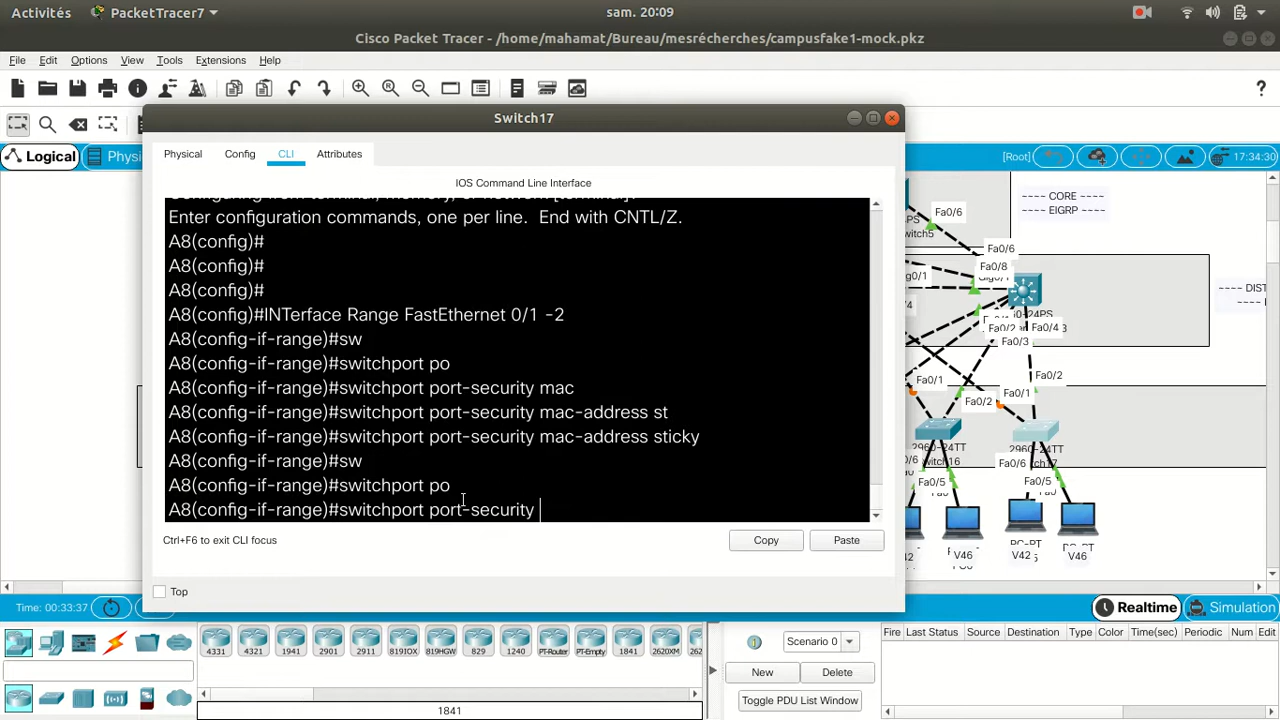 Activités
PacketTracer7
sam. 20:09
Cisco Packet Tracer - /home/mahamat/Bureau/mesrécherches/campusfake1-mock.pkz
File Edit Options View Tools Extensions Help
Logical
[Root]
17:34:30
Switch17
Physical Config CLI Attributes
IOS Command Line Interface
Enter configuration commands, one per line. End with CNTL/Z.
A8(config)#
A8(config)#
A8(config)#
A8(config)#INTerface Range FastEthernet 0/1 -2
A8(config-if-range)#sw
A8(config-if-range)#switchport po
A8(config-if-range)#switchport port-security mac
A8(config-if-range)#switchport port-security mac-address st
A8(config-if-range)#switchport port-security mac-address sticky
A8(config-if-range)#sw
A8(config-if-range)#switchport po
A8(config-if-range)#switchport port-security
Ctrl+F6 to exit CLI focus
Copy
Paste
Top
---- CORE ----
EIGRP ----
Fa0/6
Fa0/6
Fa0/8
Fa0/4
Fa0/3
Fa0/2
Fa0/1
Fa0/1
Fa0/2
2960-24TT
Fa0/6
Fa0/5
Fa0/5
V46
V42
V46
Time: 00:33:37
Realtime
Simulation
4331 4321 1941 2901 2911 819IOX 819HGW 829 1240 PT-Router PT-Empty 1841 2620XM
1841
Scenario 0
New
Delete
Toggle PDU List Window
Fire Last Status Source Destination Type Color Time(sec) Periodic Num Edit